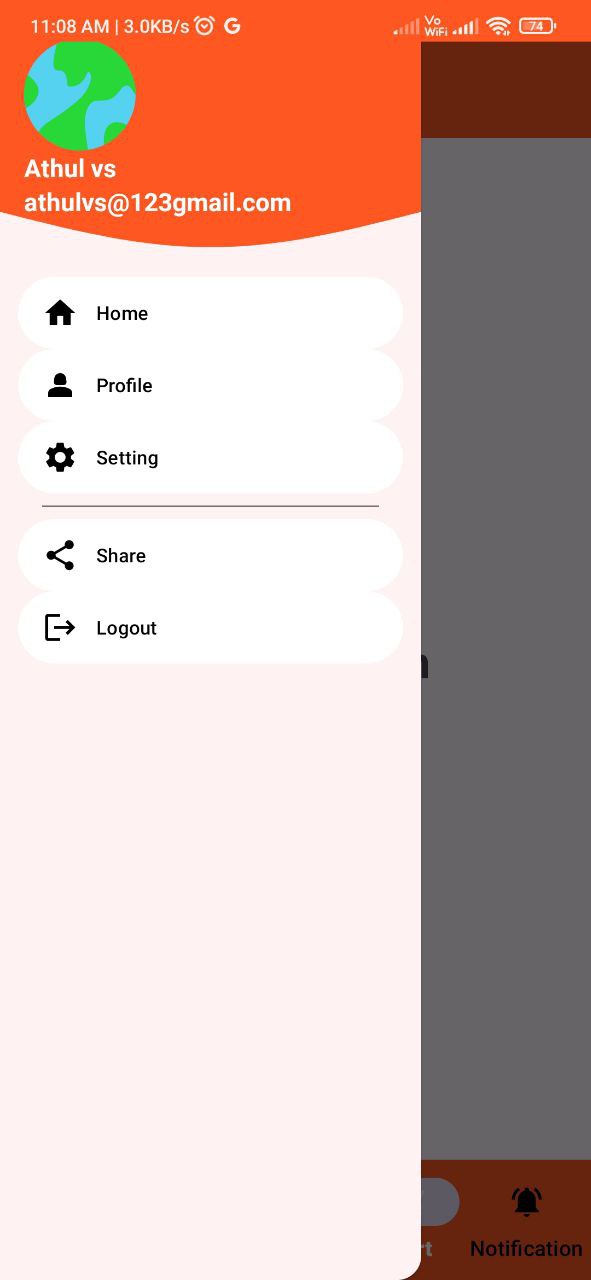 11:08 AM | 3.0KB/s G Vo WiFi 74
Athul vs
athulvs@123gmail.com
Home
Profile
Setting
Share
Logout
Notification